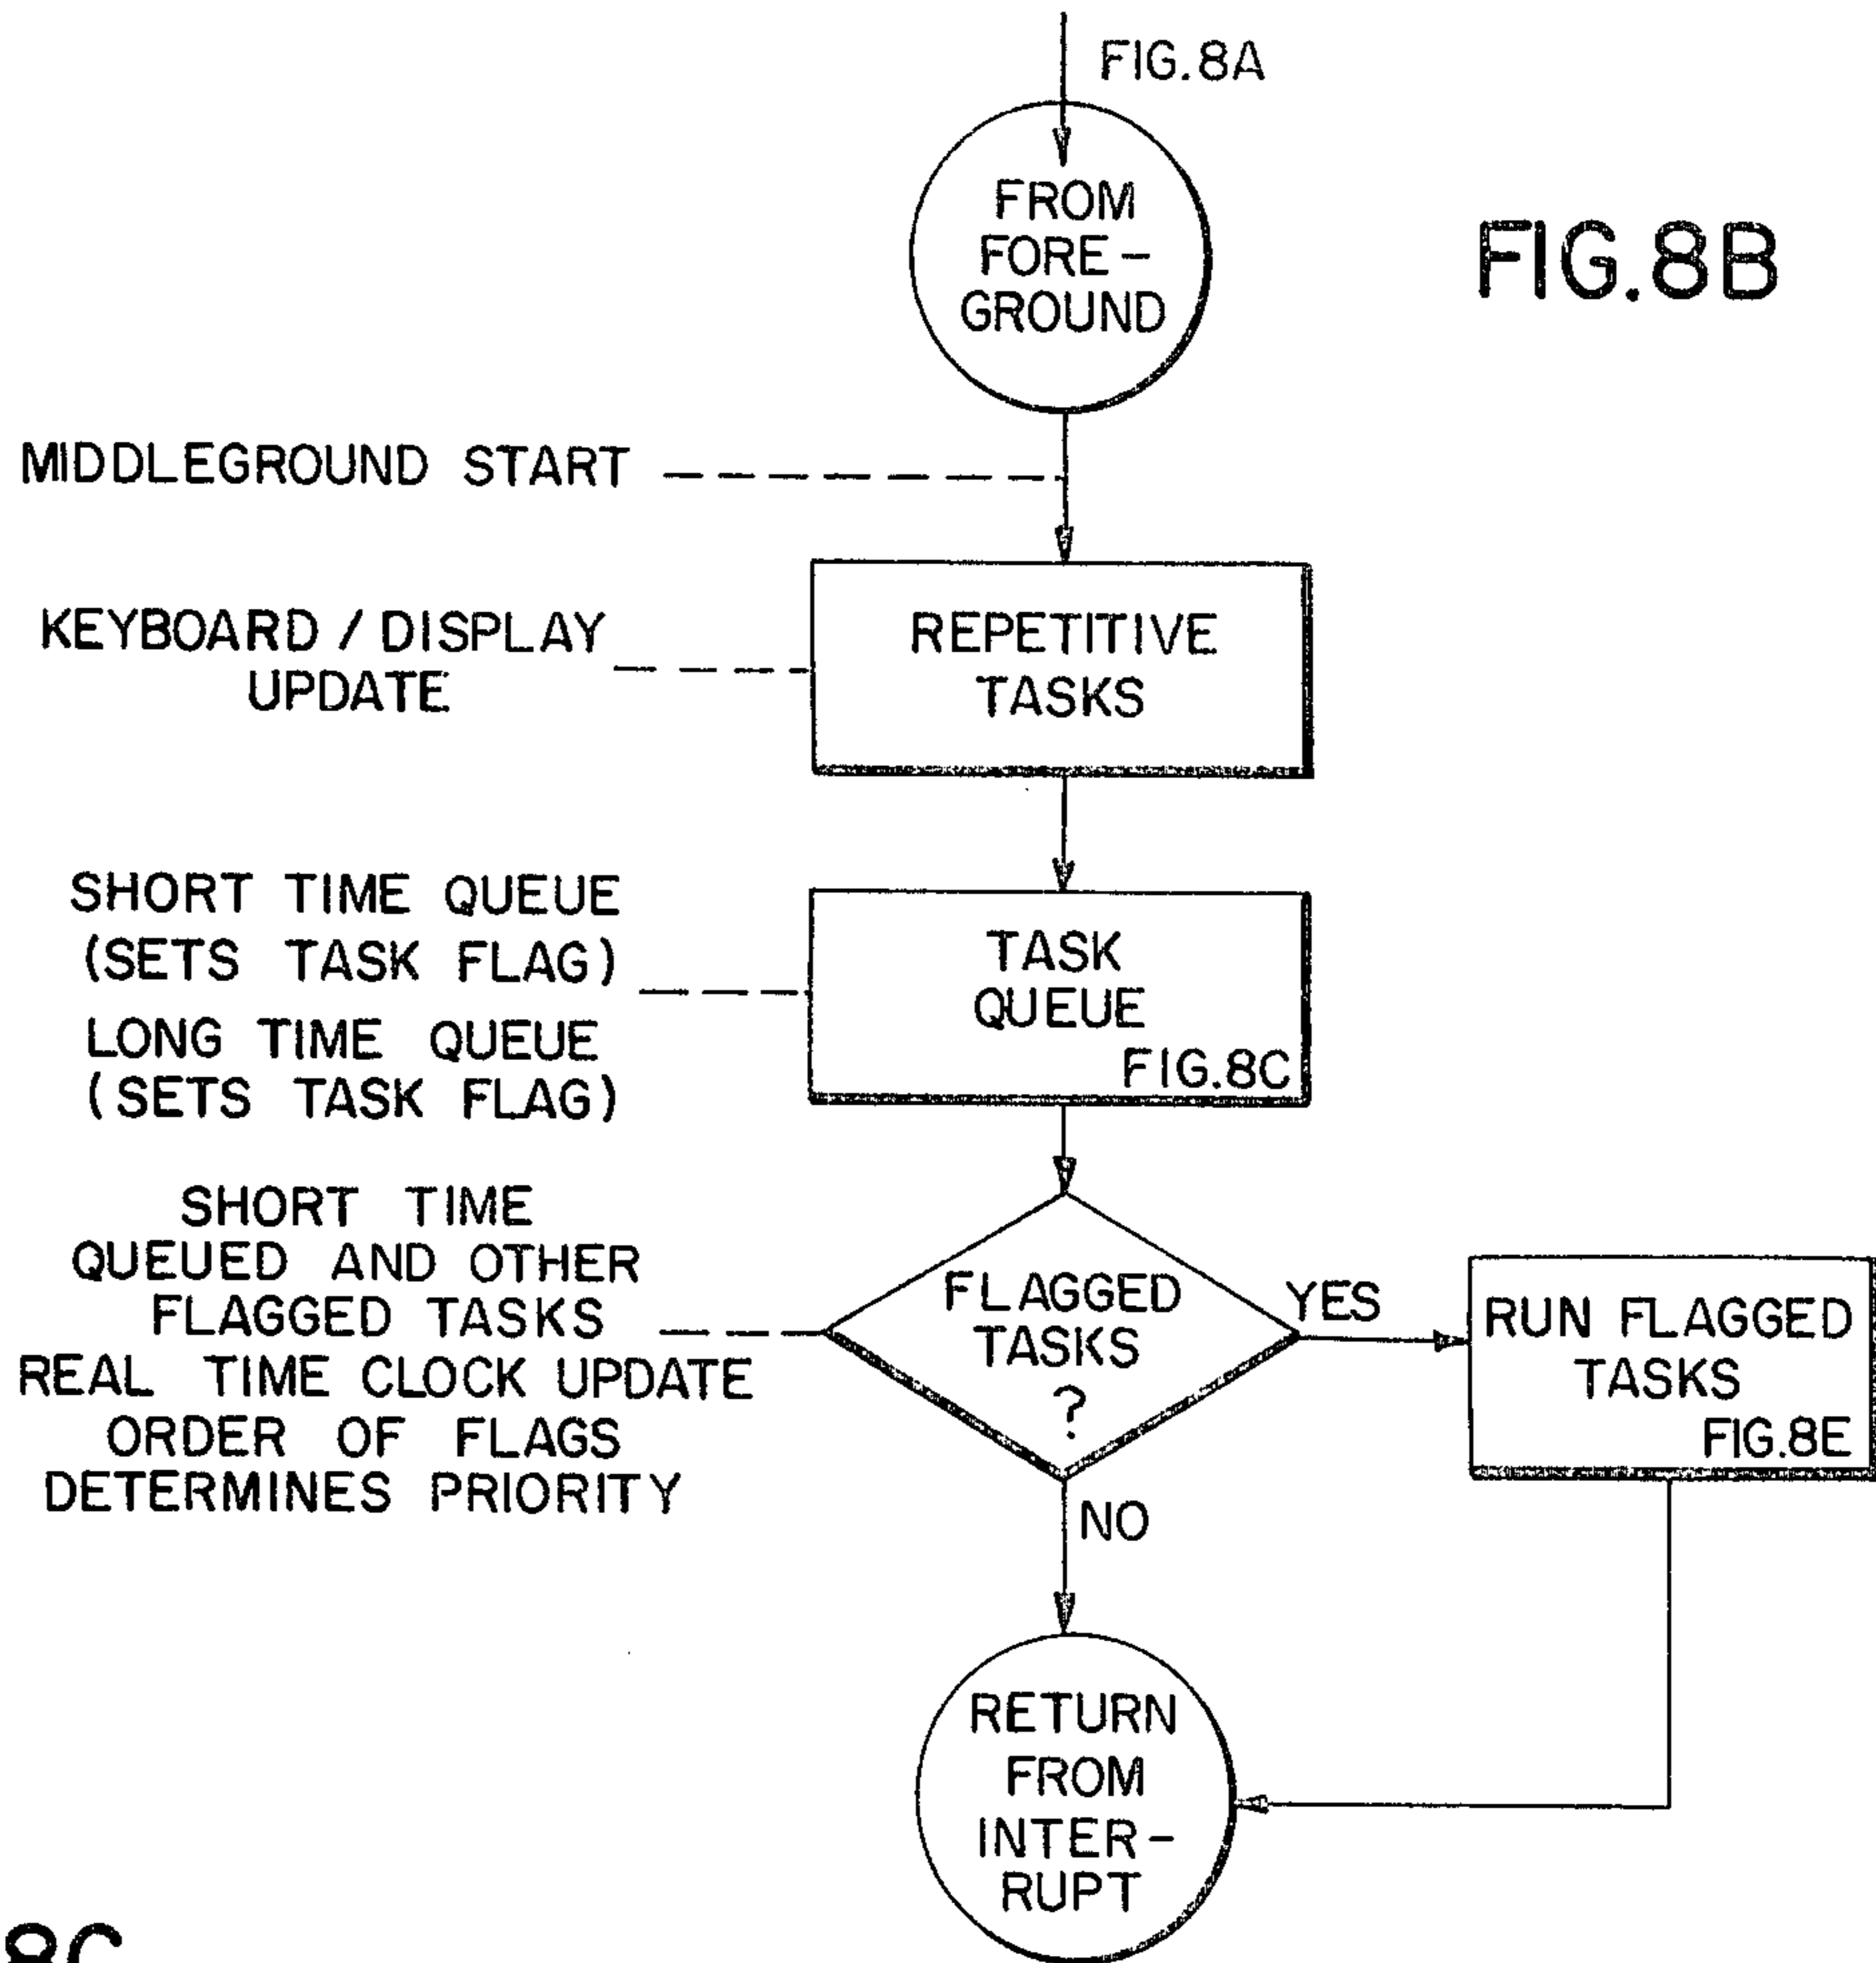 FIG.8A
FROM
FORE-
GROUND
FIG.8B
MIDDLEGROUND START
KEYBOARD / DISPLAY
UPDATE
REPETITIVE
TASKS
SHORT TIME QUEUE
(SETS TASK FLAG)
LONG TIME QUEUE
(SETS TASK FLAG)
TASK
QUEUE
FIG.8C
SHORT TIME
QUEUED AND OTHER
FLAGGED TASKS
REAL TIME CLOCK UPDATE
ORDER OF FLAGS
DETERMINES PRIORITY
FLAGGED
TASKS
?
YES
RUN FLAGGED
TASKS
FIG.8E
NO
RETURN
FROM
INTER-
RUPT
8C